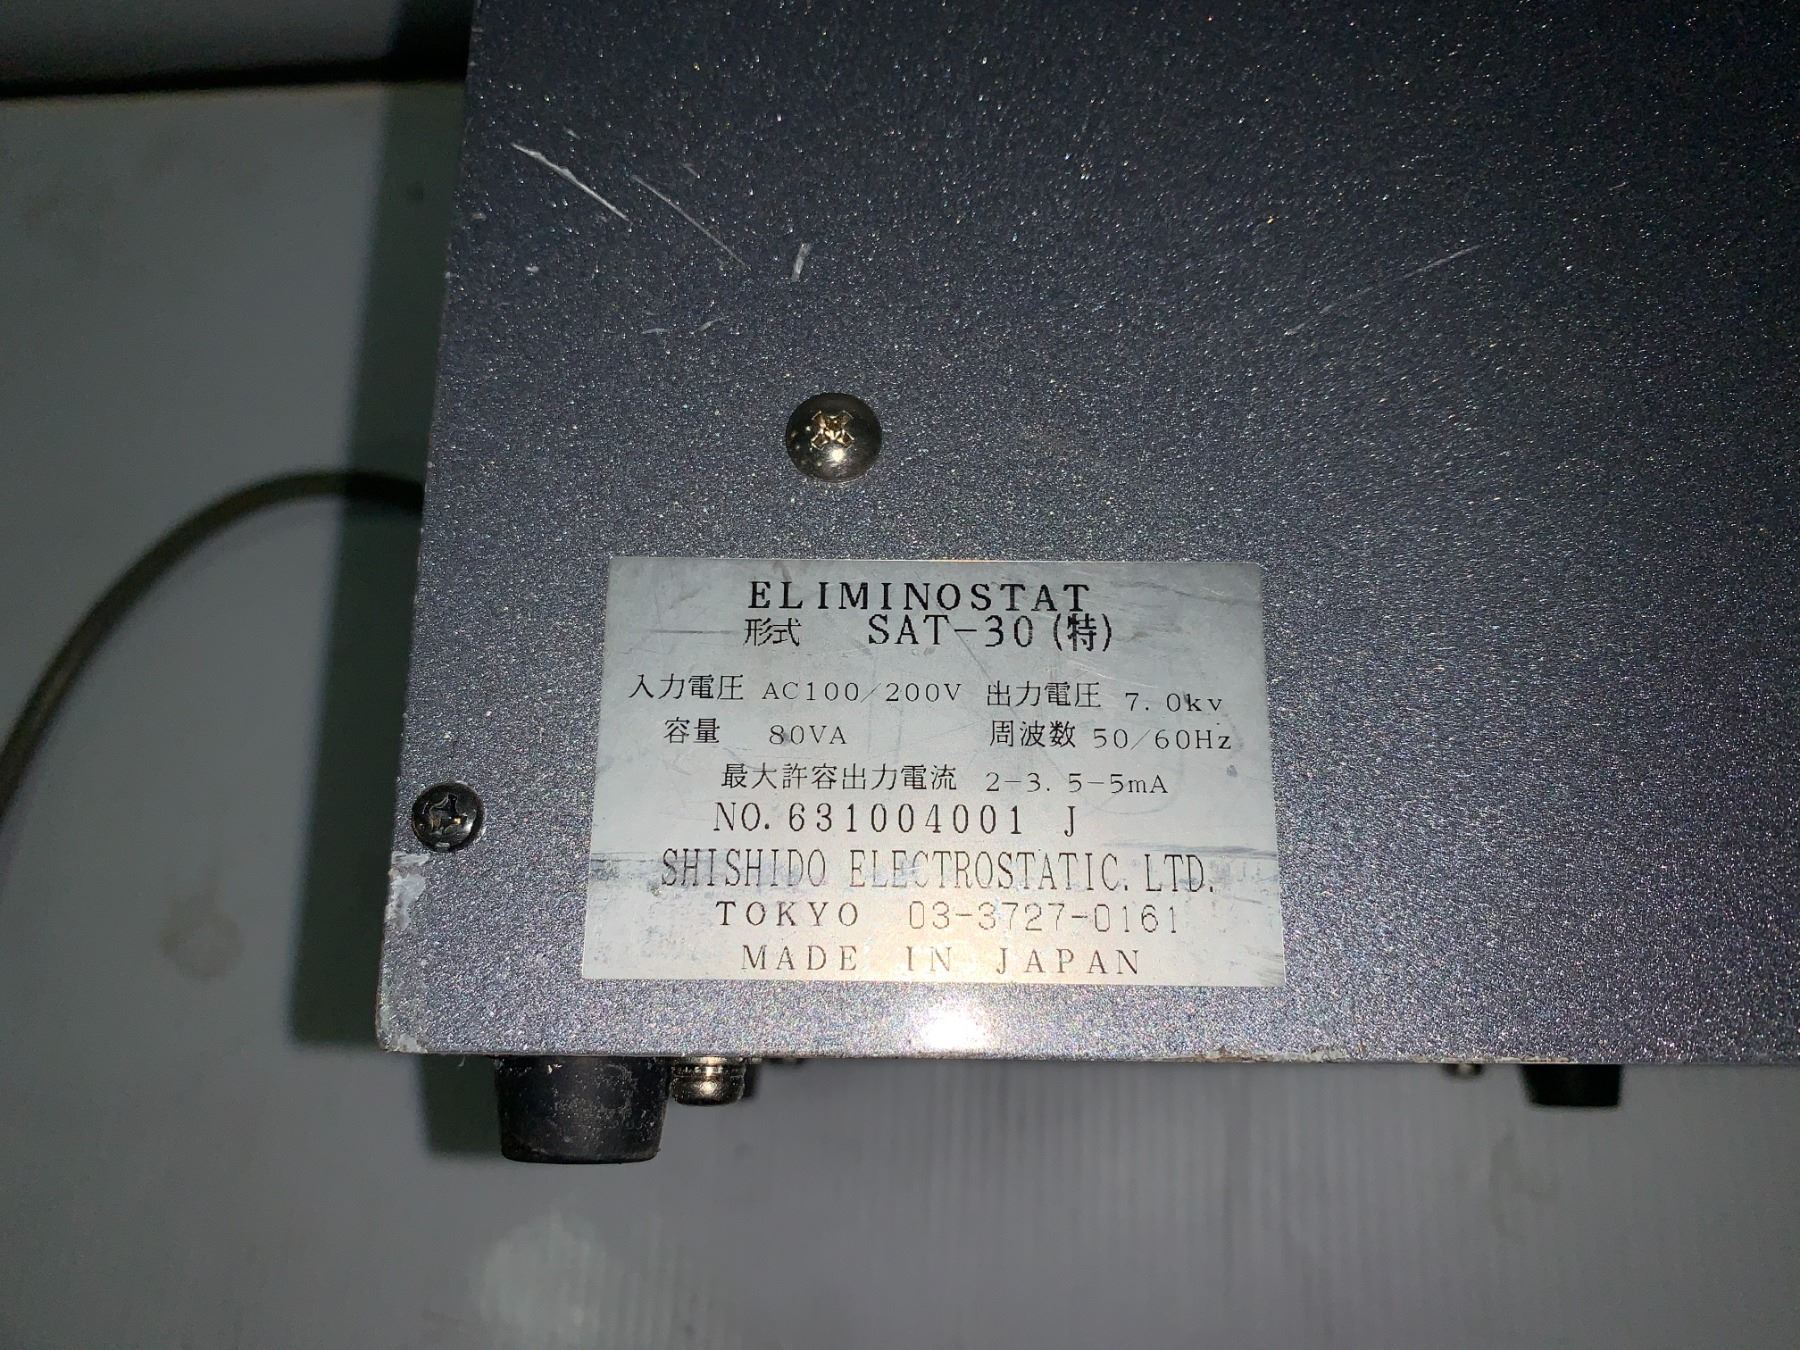 ELIMINOSTAT
形式 SAT-30(特)
入力電圧 AC100/200V 出力電圧 7.0kv
容量 80VA 周波数 50/60Hz
最大許容出力電流 2-3.5-5mA
NO.631004001 J
SHISHIDO ELECTROSTATIC.LTD.
TOKYO 03-3727-0161
MADE IN JAPAN